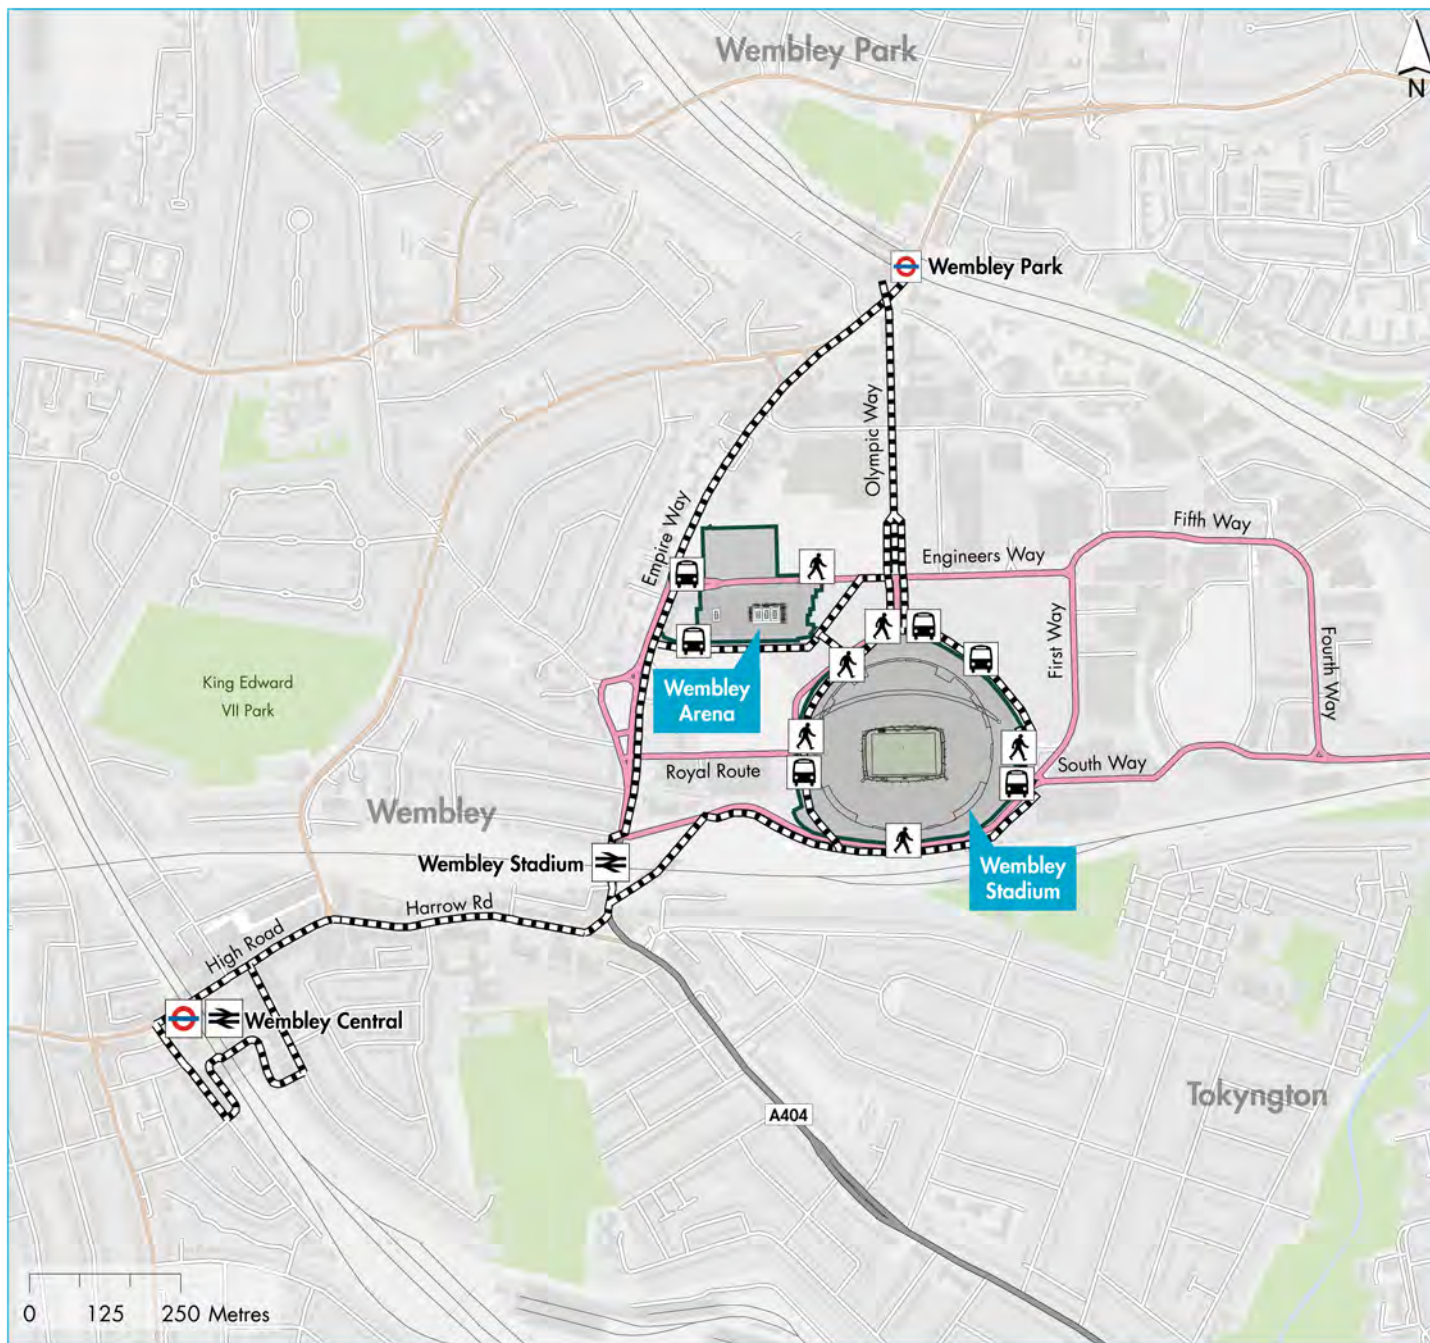 Wembley Park
N
Wembley Park
Olympic Way
Empire Way
Fifth Way
Engineers Way
First Way
Fourth Way
King Edward
VII Park
Wembley
Arena
Royal Route
South Way
Wembley
Wembley Stadium
Wembley
Stadium
Harrow Rd
High Road
Wembley Central
Tokyngton
A404
0 125 250 Metres